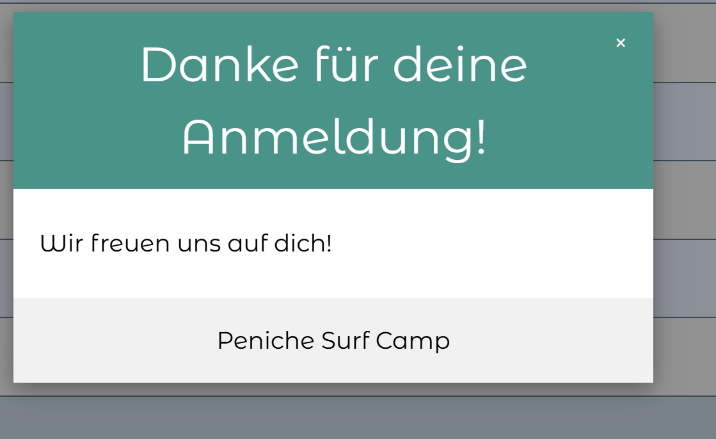 Danke für deine
Anmeldung!
×
Wir freuen uns auf dich!
Peniche Surf Camp